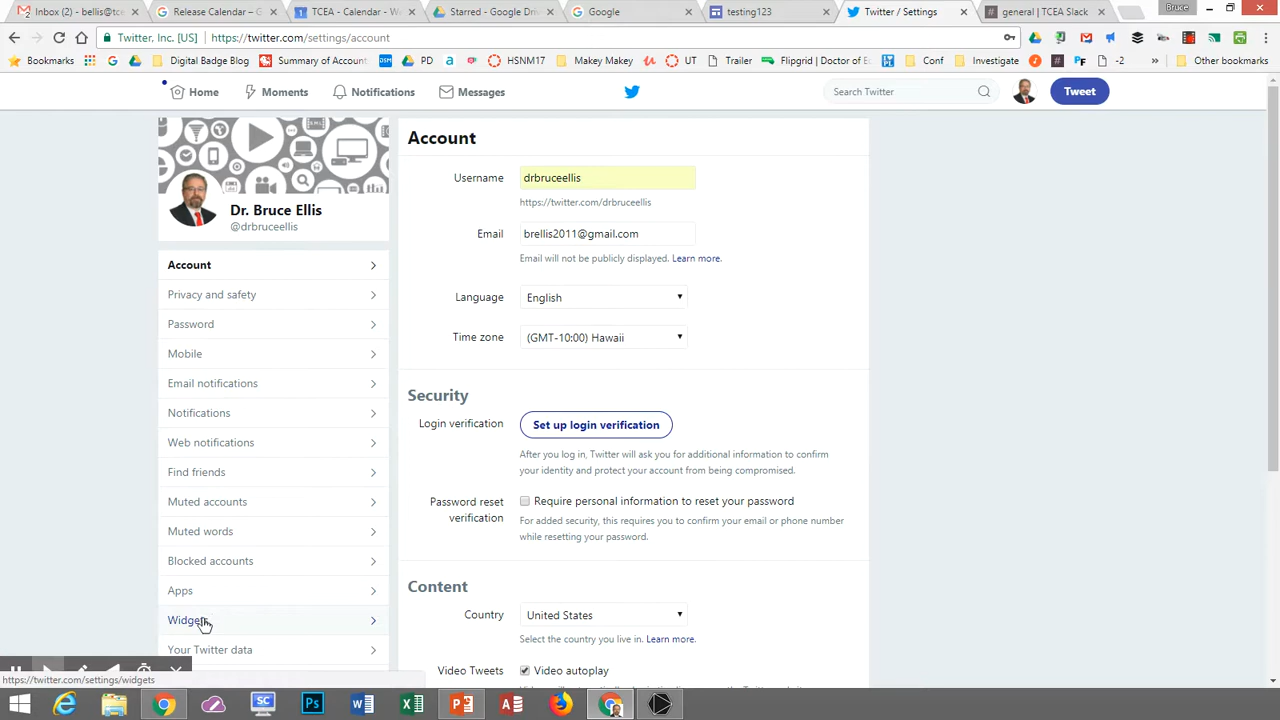 Inbox (2) - bellis@tce
Release Calendar – G
TCEA - Calendar - We
Starred - Google Driv
Google
testing123
Twitter / Settings
general | TCEA Slack
Bruce
Twitter, Inc. [US] https://twitter.com/settings/account
Bookmarks
Digital Badge Blog
Summary of Account
PD
HSNM17
Makey Makey
UT
Trailer
Flipgrid | Doctor of E
Conf
Investigate
-2
Other bookmarks
Home
Moments
Notifications
Messages
Search Twitter
Tweet
Dr. Bruce Ellis
@drbruceellis
Account
Privacy and safety
Password
Mobile
Email notifications
Notifications
Web notifications
Find friends
Muted accounts
Muted words
Blocked accounts
Apps
Widgets
Your Twitter data
Account
Username drbruceellis
https://twitter.com/drbruceellis
Email brellis2011@gmail.com
Email will not be publicly displayed. Learn more.
Language English
Time zone (GMT-10:00) Hawaii
Security
Login verification Set up login verification
After you log in, Twitter will ask you for additional information to confirm
your identity and protect your account from being compromised.
Password reset
verification
Require personal information to reset your password
For added security, this requires you to confirm your email or phone number
while resetting your password.
Content
Country United States
Select the country you live in. Learn more.
Video Tweets Video autoplay
https://twitter.com/settings/widgets